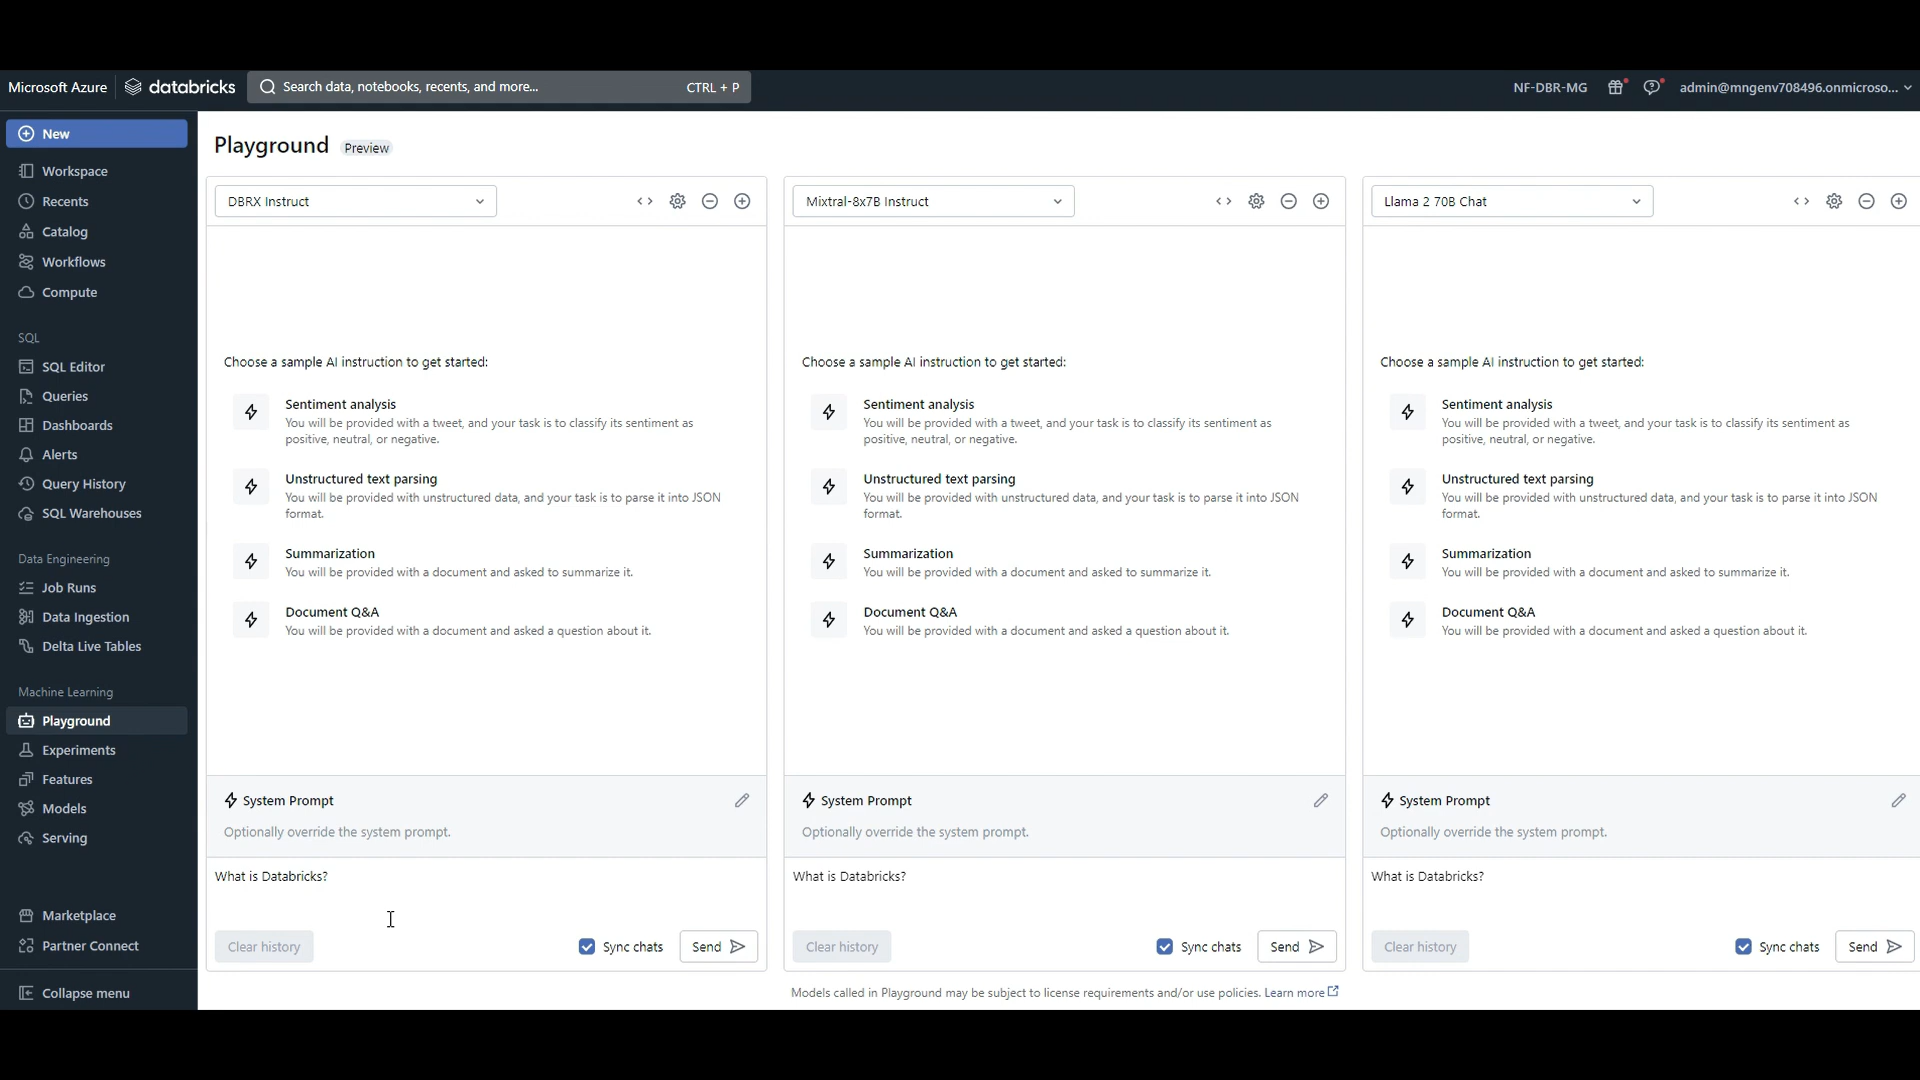 Microsoft Azure
databricks
Search data, notebooks, recents, and more...
CTRL + P
NF-DBR-MG
admin@mngenv708496.onmicroso...
New
Workspace
Recents
Catalog
Workflows
Compute
SQL
SQL Editor
Queries
Dashboards
Alerts
Query History
SQL Warehouses
Data Engineering
Job Runs
Data Ingestion
Delta Live Tables
Machine Learning
Playground
Experiments
Features
Models
Serving
Marketplace
Partner Connect
Collapse menu
Playground
Preview
DBRX Instruct
Choose a sample AI instruction to get started:
Sentiment analysis
You will be provided with a tweet, and your task is to classify its sentiment as
positive, neutral, or negative.
Unstructured text parsing
You will be provided with unstructured data, and your task is to parse it into JSON
format.
Summarization
You will be provided with a document and asked to summarize it.
Document Q&A
You will be provided with a document and asked a question about it.
System Prompt
Optionally override the system prompt.
What is Databricks?
Clear history
Sync chats
Send
Mixtral-8x7B Instruct
Choose a sample AI instruction to get started:
Sentiment analysis
You will be provided with a tweet, and your task is to classify its sentiment as
positive, neutral, or negative.
Unstructured text parsing
You will be provided with unstructured data, and your task is to parse it into JSON
format.
Summarization
You will be provided with a document and asked to summarize it.
Document Q&A
You will be provided with a document and asked a question about it.
System Prompt
Optionally override the system prompt.
What is Databricks?
Clear history
Sync chats
Send
Llama 2 70B Chat
Choose a sample AI instruction to get started:
Sentiment analysis
You will be provided with a tweet, and your task is to classify its sentiment as
positive, neutral, or negative.
Unstructured text parsing
You will be provided with unstructured data, and your task is to parse it into JSON
format.
Summarization
You will be provided with a document and asked to summarize it.
Document Q&A
You will be provided with a document and asked a question about it.
System Prompt
Optionally override the system prompt.
What is Databricks?
Clear history
Sync chats
Send
Models called in Playground may be subject to license requirements and/or use policies. Learn more